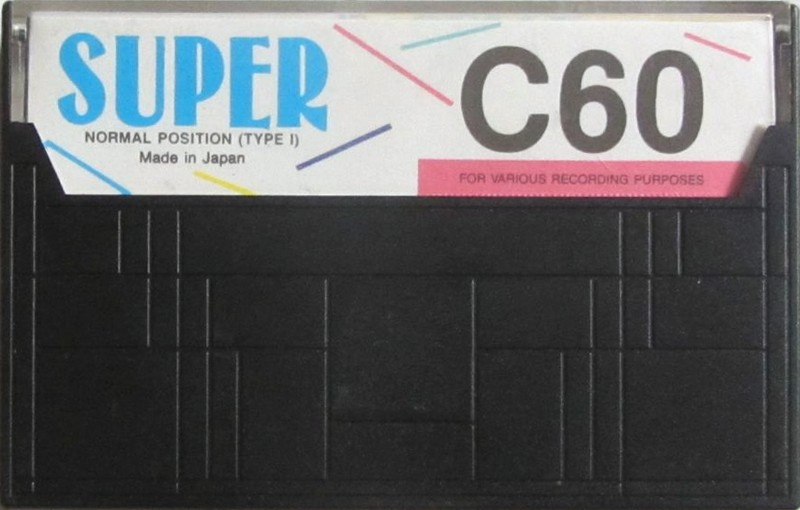 SUPER
NORMAL POSITION (TYPE I)
Made in Japan
C60
FOR VARIOUS RECORDING PURPOSES